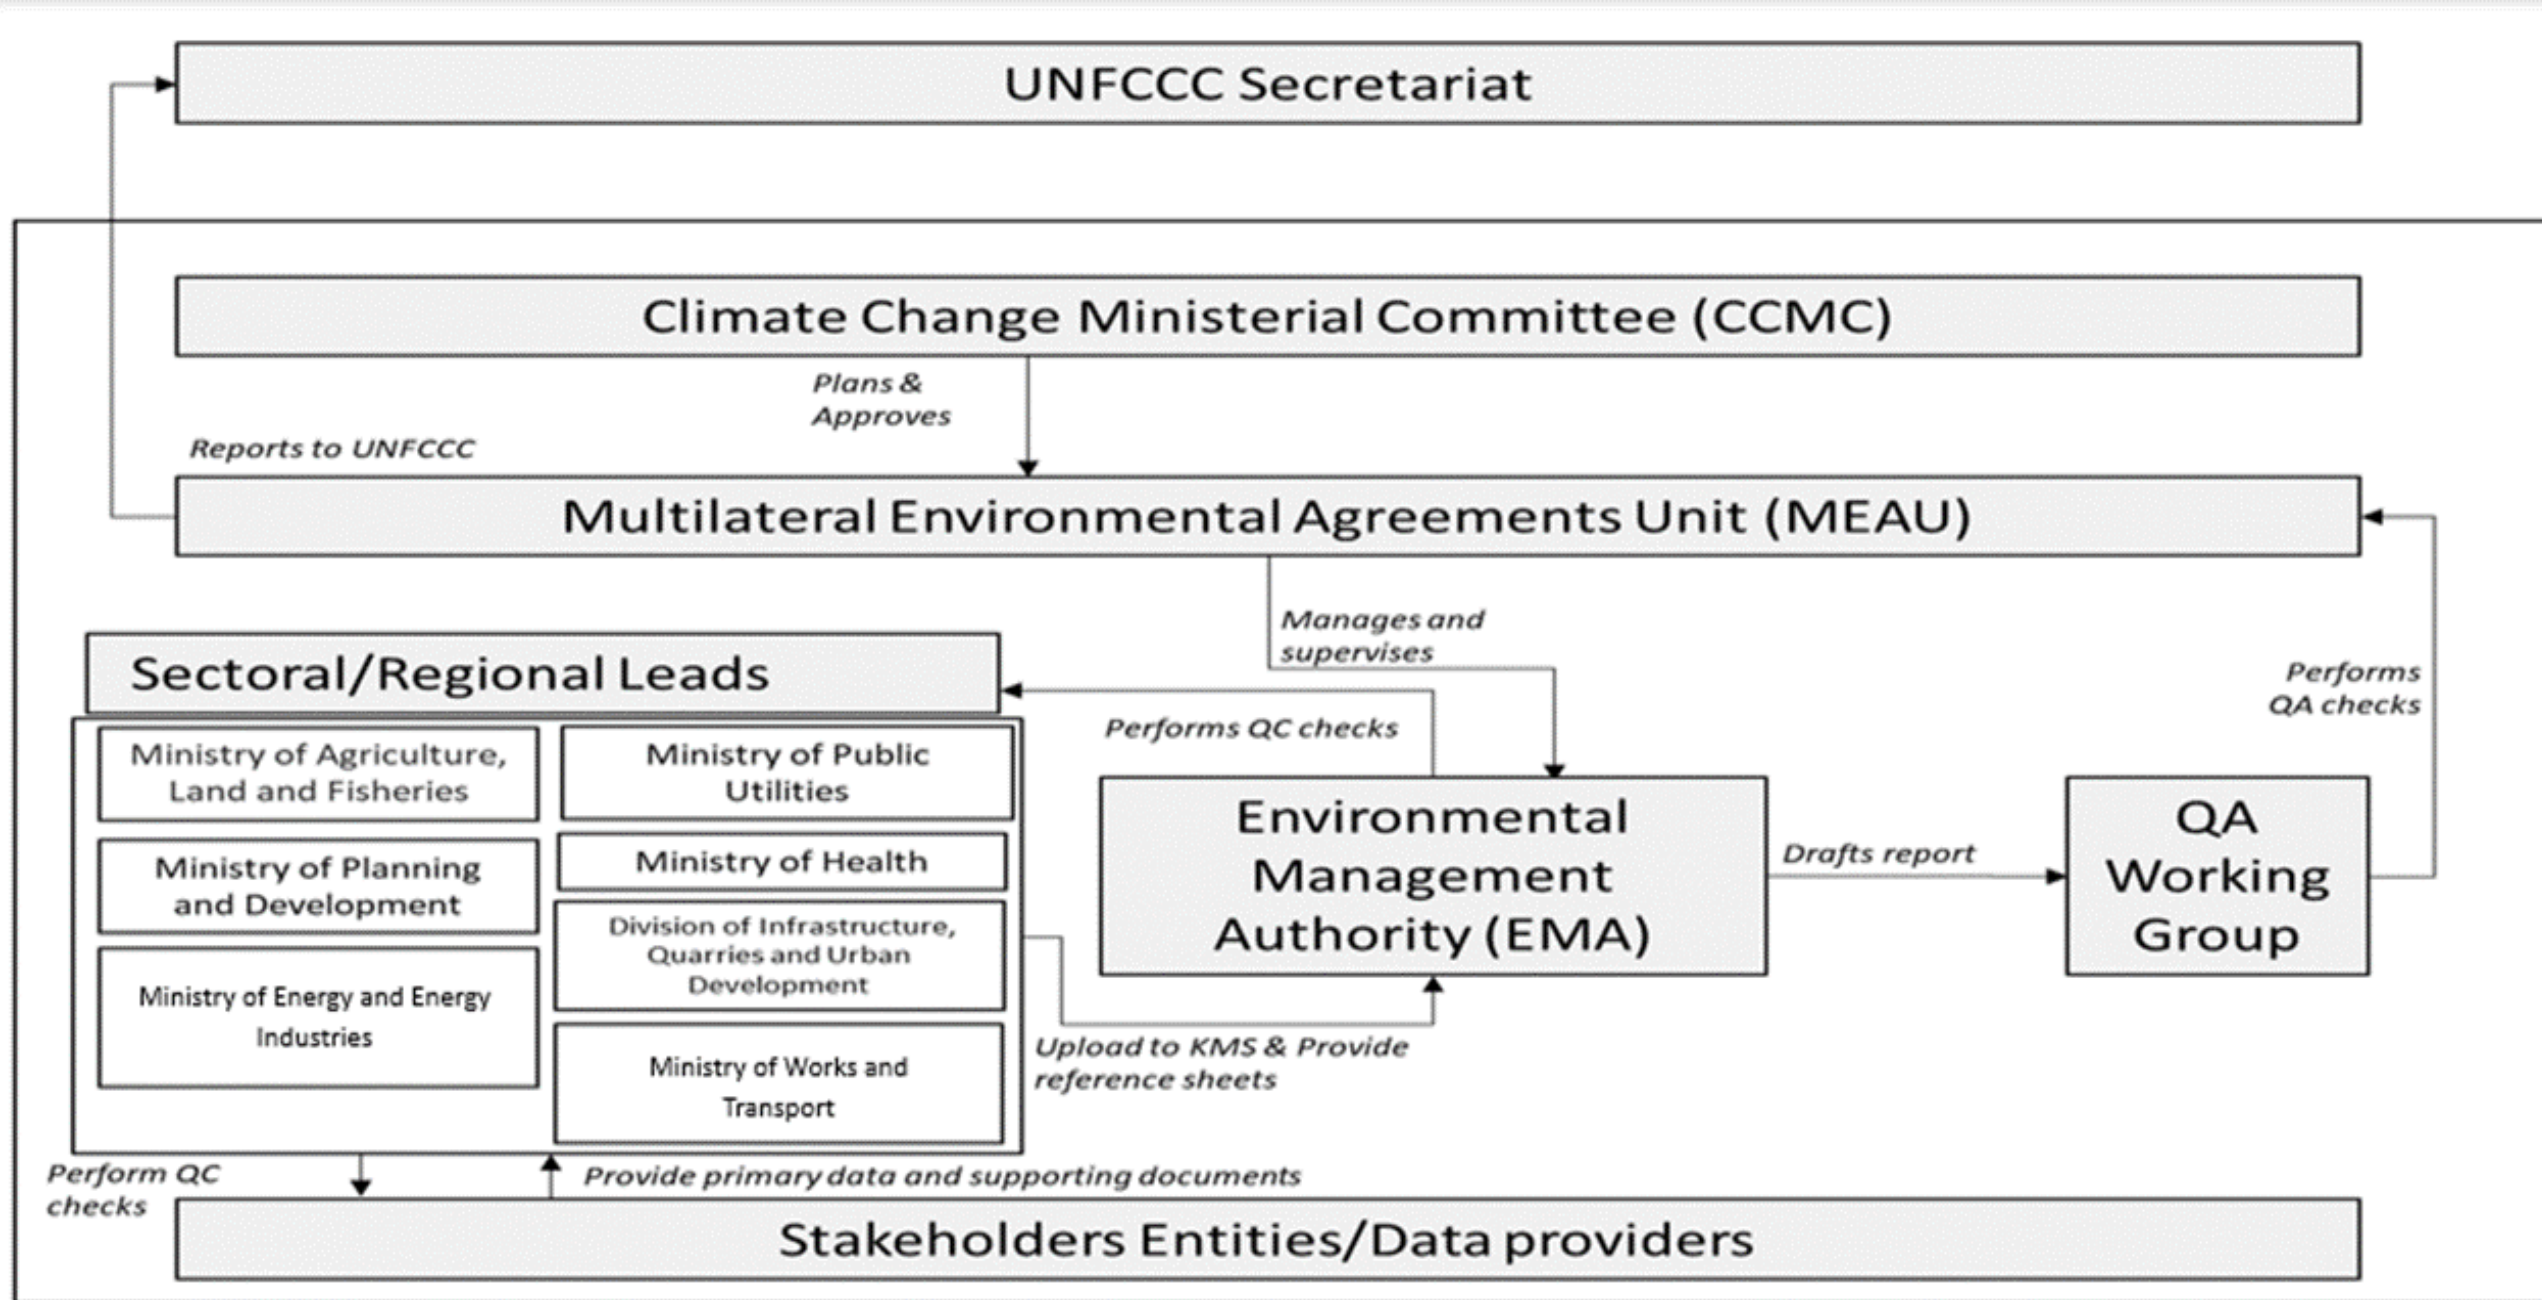 UNFCCC Secretariat
Climate Change Ministerial Committee (CCMC)
Plans &
Approves
Reports to UNFCCC
Multilateral Environmental Agreements Unit (MEAU)
Manages and
supervises
Performs
QA checks
Sectoral/Regional Leads
Performs QC checks
Ministry of Agriculture,
Land and Fisheries
Ministry of Public
Utilities
Ministry of Planning
and Development
Ministry of Health
Ministry of Energy and Energy
Industries
Division of Infrastructure,
Quarries and Urban
Development
Ministry of Works and
Transport
Environmental
Management
Authority (EMA)
Drafts report
QA
Working
Group
Upload to KMS & Provide
reference sheets
Perform QC
checks
Provide primary data and supporting documents
Stakeholders Entities/Data providers